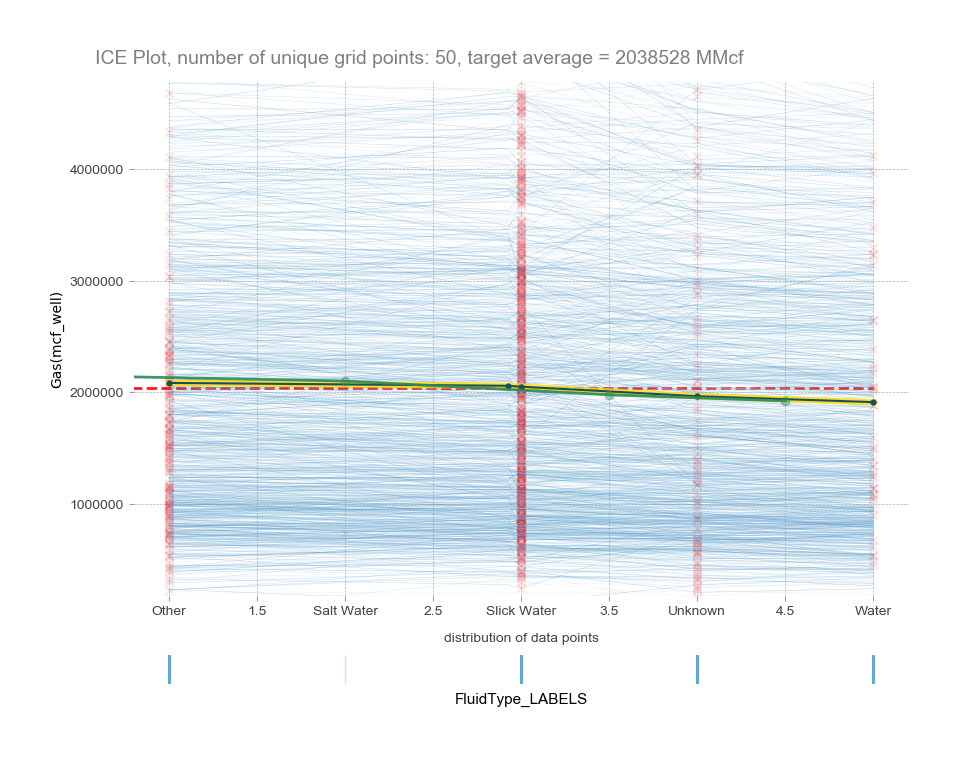 ICE Plot, number of unique grid points: 50, target average = 2038528 MMcf
Gas(mcf_well)
4000000
3000000
2000000
1000000
Other 1.5 Salt Water 2.5 Slick Water 3.5 Unknown 4.5 Water
distribution of data points
FluidType_LABELS